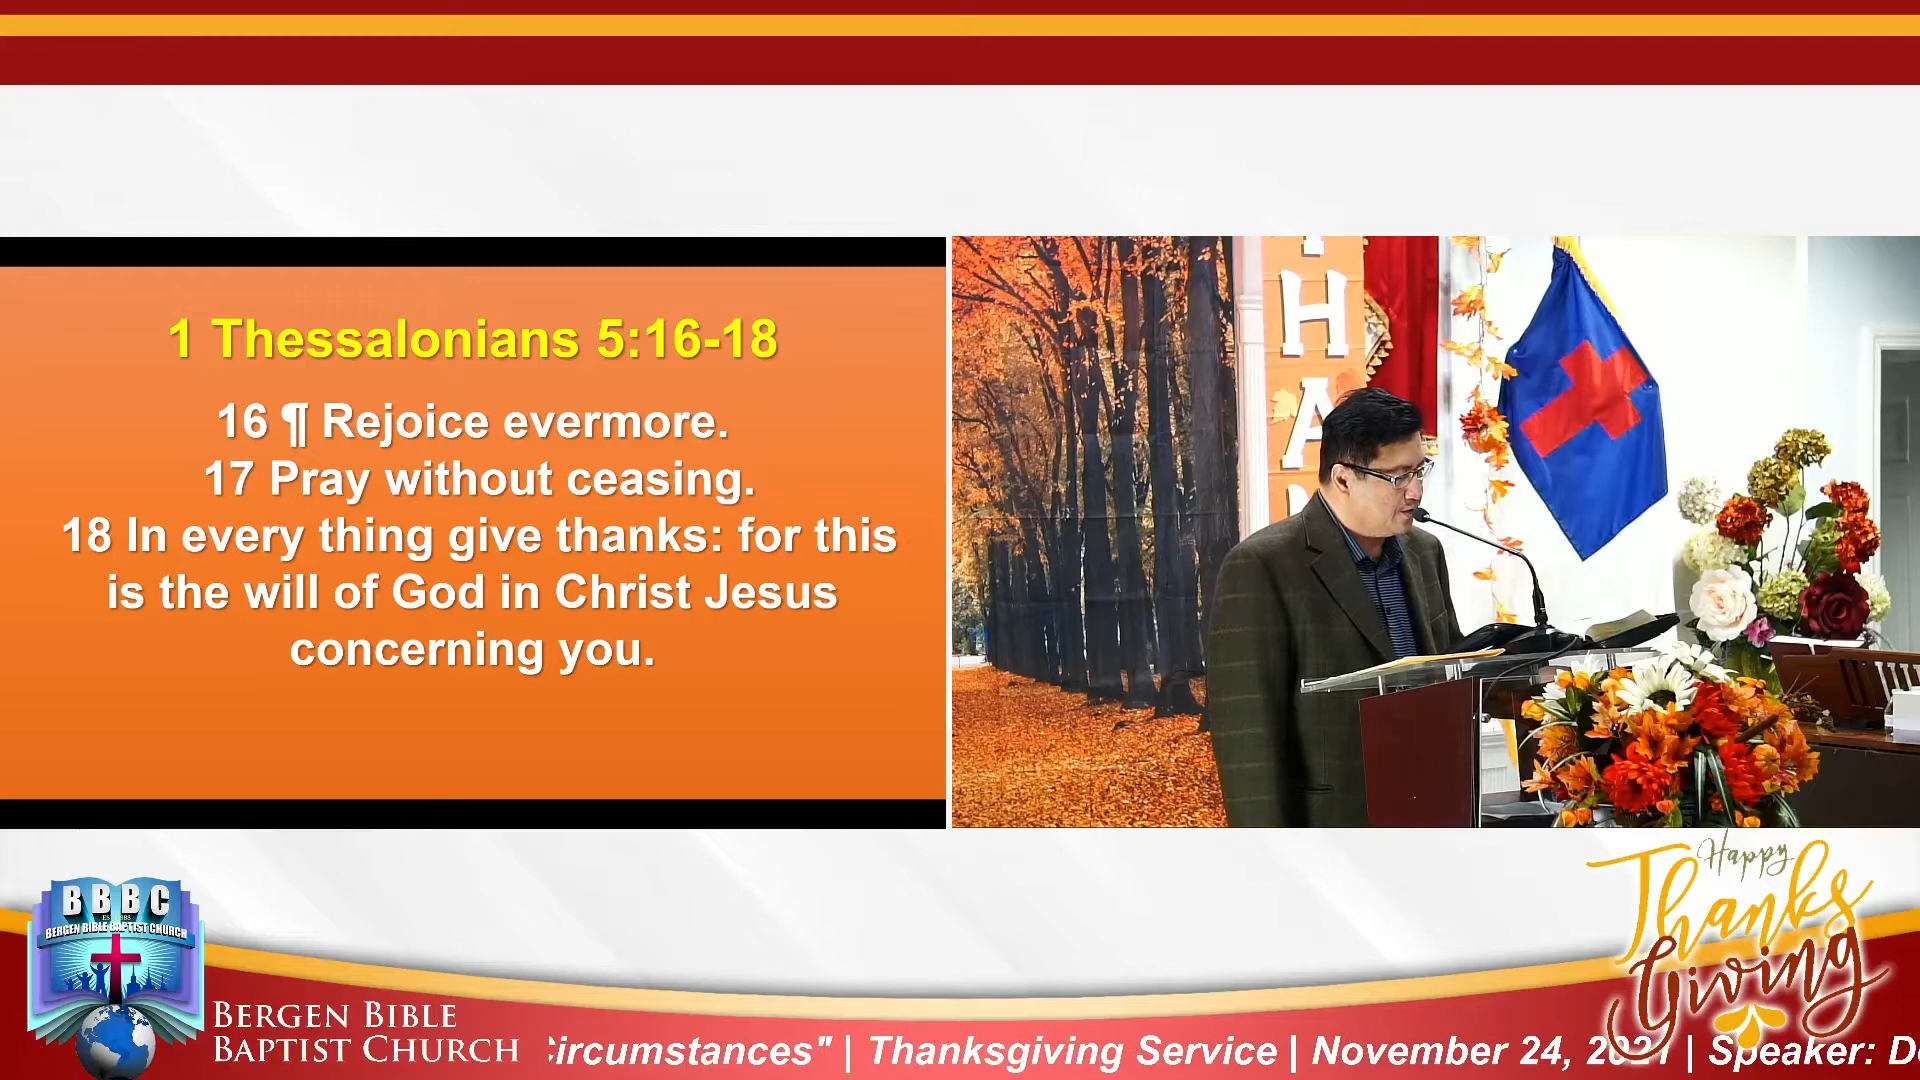 1 Thessalonians 5:16-18
16 ¶ Rejoice evermore.
17 Pray without ceasing.
18 In every thing give thanks: for this
is the will of God in Christ Jesus
concerning you.
H
A
Happy
Thanks
Giving
BBBC
BERGEN BIBLE BAPTIST CHURCH
BERGEN BIBLE
BAPTIST CHURCH
ircumstances" | Thanksgiving Service | November 24, 2021 | Speaker: D